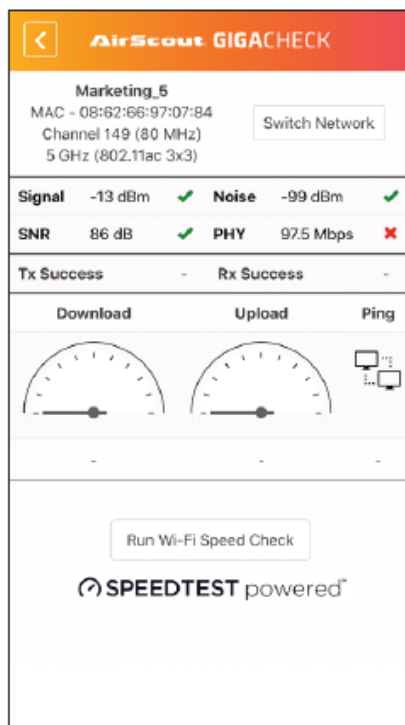 AirScout GIGACHECK
Marketing_5
MAC - 08:62:66:97:07:84
Channel 149 (80 MHz)
5 GHz (802.11ac 3x3)
Switch Network
Signal -13 dBm Noise -99 dBm
SNR 86 dB PHY 97.5 Mbps
Tx Success - Rx Success -
Download Upload Ping
- - -
Run Wi-Fi Speed Check
SPEEDTEST powered™